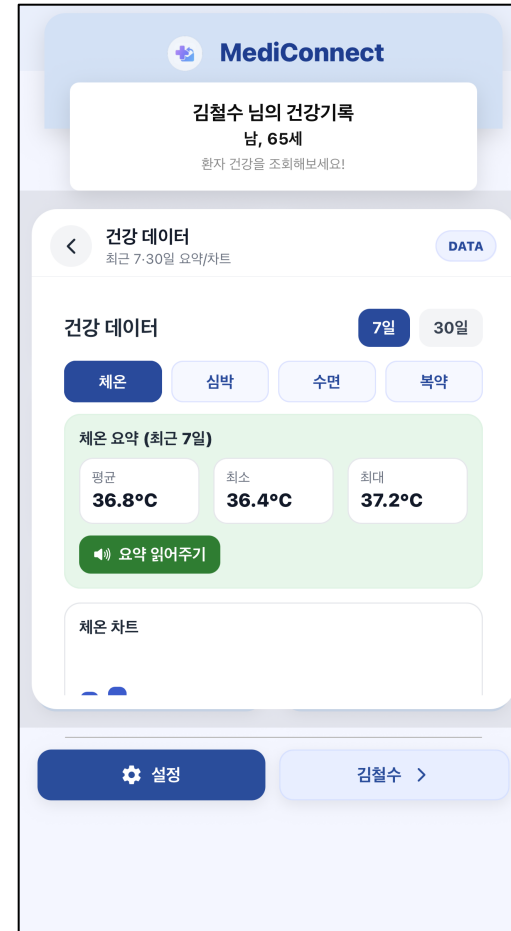 MediConnect
김철수 님의 건강기록
남, 65세
환자 건강을 조회해보세요!
건강 데이터
최근 7·30일 요약/차트
DATA
건강 데이터
7일
30일
체온
심박
수면
복약
체온 요약 (최근 7일)
평균
최소
최대
36.8°C
36.4°C
37.2°C
요약 읽어주기
체온 차트
설정
김철수